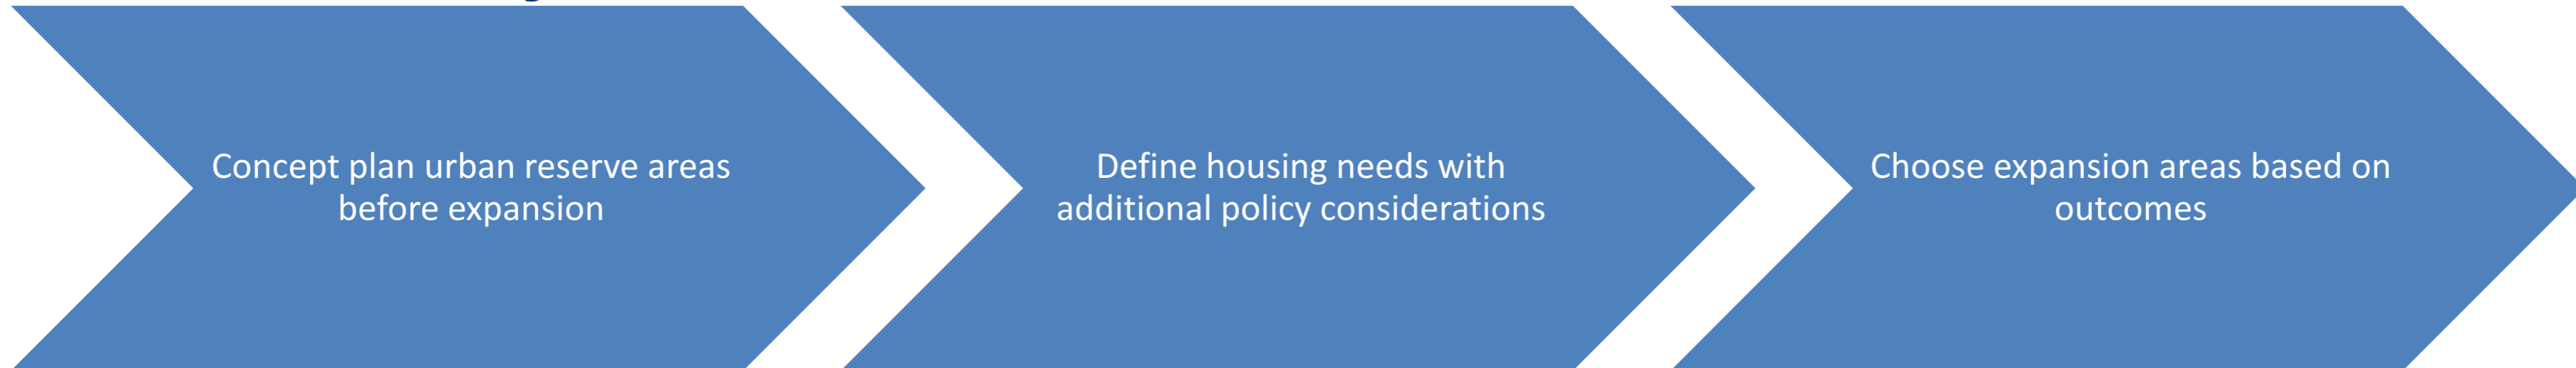 Concept plan urban reserve areas
before expansion
Define housing needs with
additional policy considerations
Choose expansion areas based on
outcomes